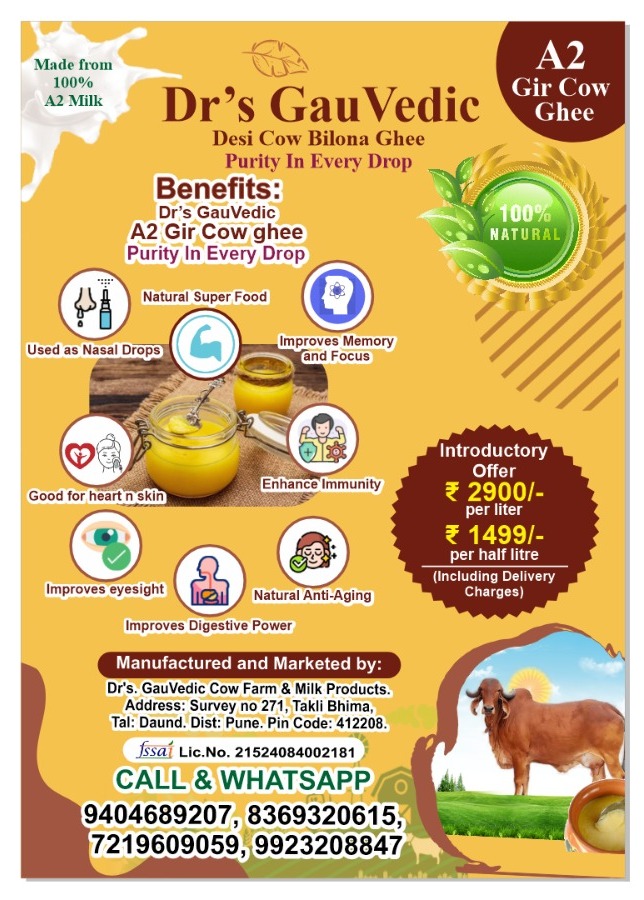 Made from
100%
A2 Milk
A2
Gir Cow
Ghee
Dr's GauVedic
Desi Cow Bilona Ghee
Purity In Every Drop
Benefits:
Dr's GauVedic
A2 Gir Cow ghee
Purity In Every Drop
100%
NATURAL
Natural Super Food
Used as Nasal Drops
Improves Memory
and Focus
Good for heart n skin
Enhance Immunity
Improves eyesight
Natural Anti-Aging
Improves Digestive Power
Introductory
Offer
₹ 2900/-
per liter
₹ 1499/-
per half litre
(Including Delivery
Charges)
Manufactured and Marketed by:
Dr's. GauVedic Cow Farm & Milk Products.
Address: Survey no 271, Takli Bhima,
Tal: Daund. Dist: Pune. Pin Code: 412208.
fssai Lic.No. 21524084002181
CALL & WHATSAPP
9404689207, 8369320615,
7219609059, 9923208847